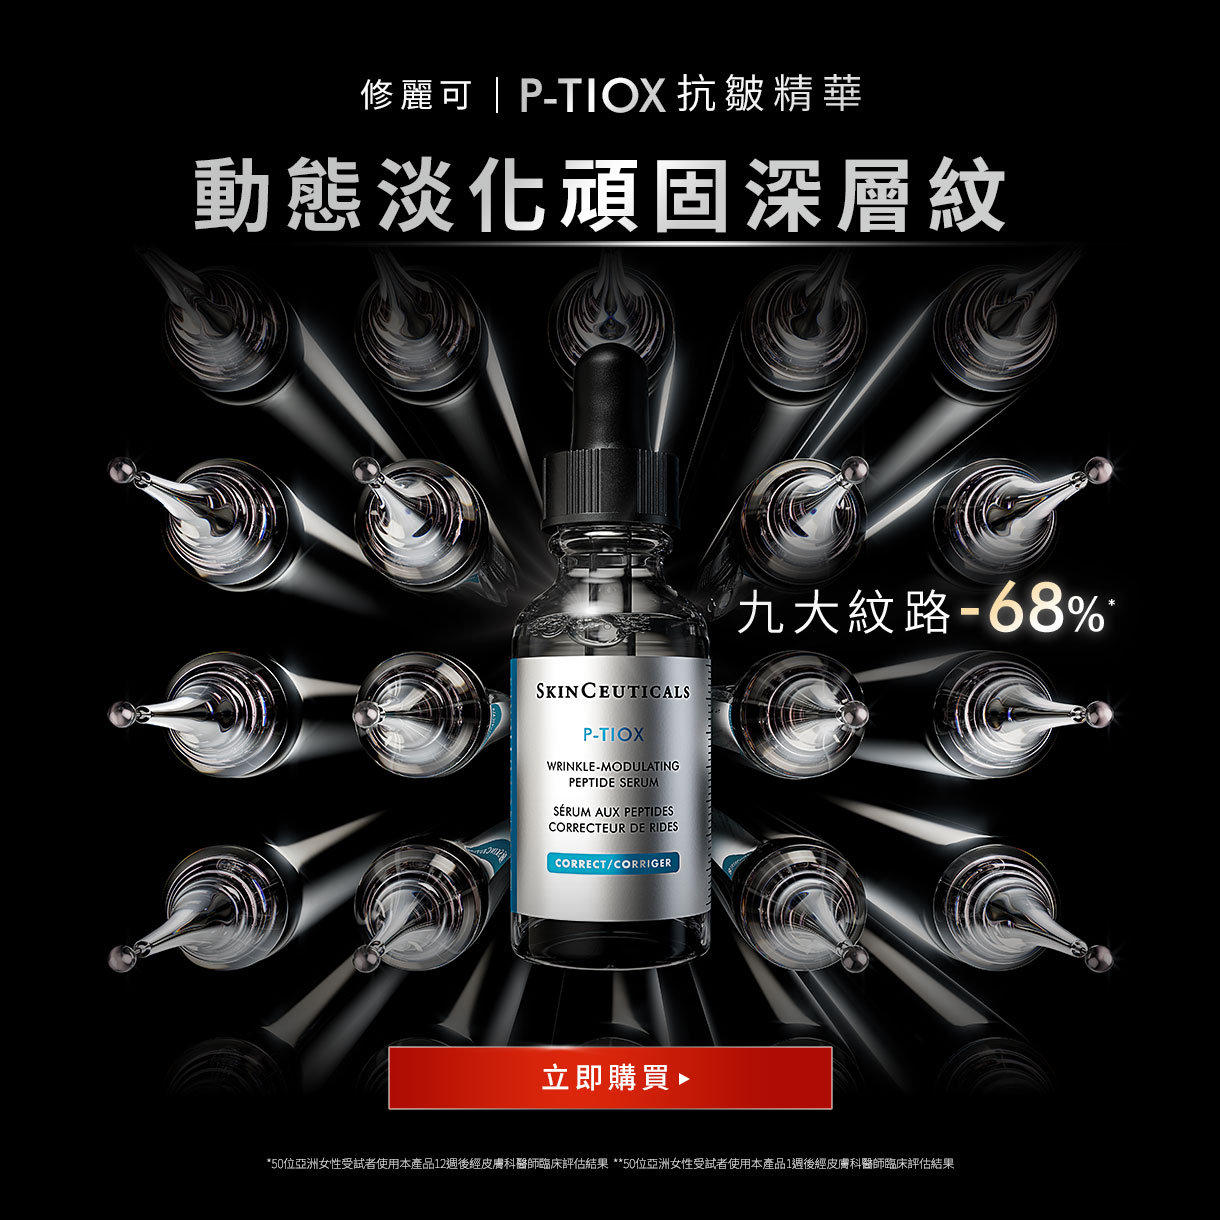 修麗可 | P-TIOX 抗皺精華
動態淡化頑固深層紋
九大紋路-68%*
SKINCEUTICALS
P-TIOX
WRINKLE-MODULATING
PEPTIDE SERUM
SÉRUM AUX PEPTIDES
CORRECTEUR DE RIDES
CORRECT/CORRIGER
立即購買▸
*50位亞洲女性受試者使用本產品12週後經皮膚科醫師臨床評估結果 **50位亞洲女性受試者使用本產品1週後經皮膚科醫師臨床評估結果